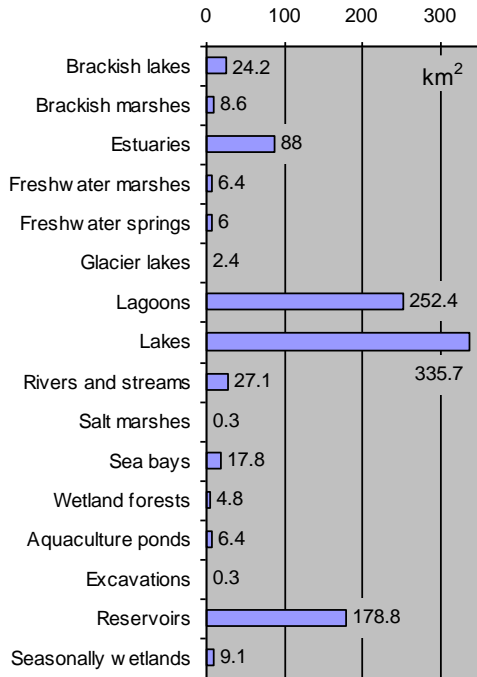 0 100 200 300
km²
Brackish lakes 24.2
Brackish marshes 8.6
Estuaries 88
Freshwater marshes 6.4
Freshwater springs 6
Glacier lakes 2.4
Lagoons 252.4
Lakes 335.7
Rivers and streams 27.1
Salt marshes 0.3
Sea bays 17.8
Wetland forests 4.8
Aquaculture ponds 6.4
Excavations 0.3
Reservoirs 178.8
Seasonally wetlands 9.1